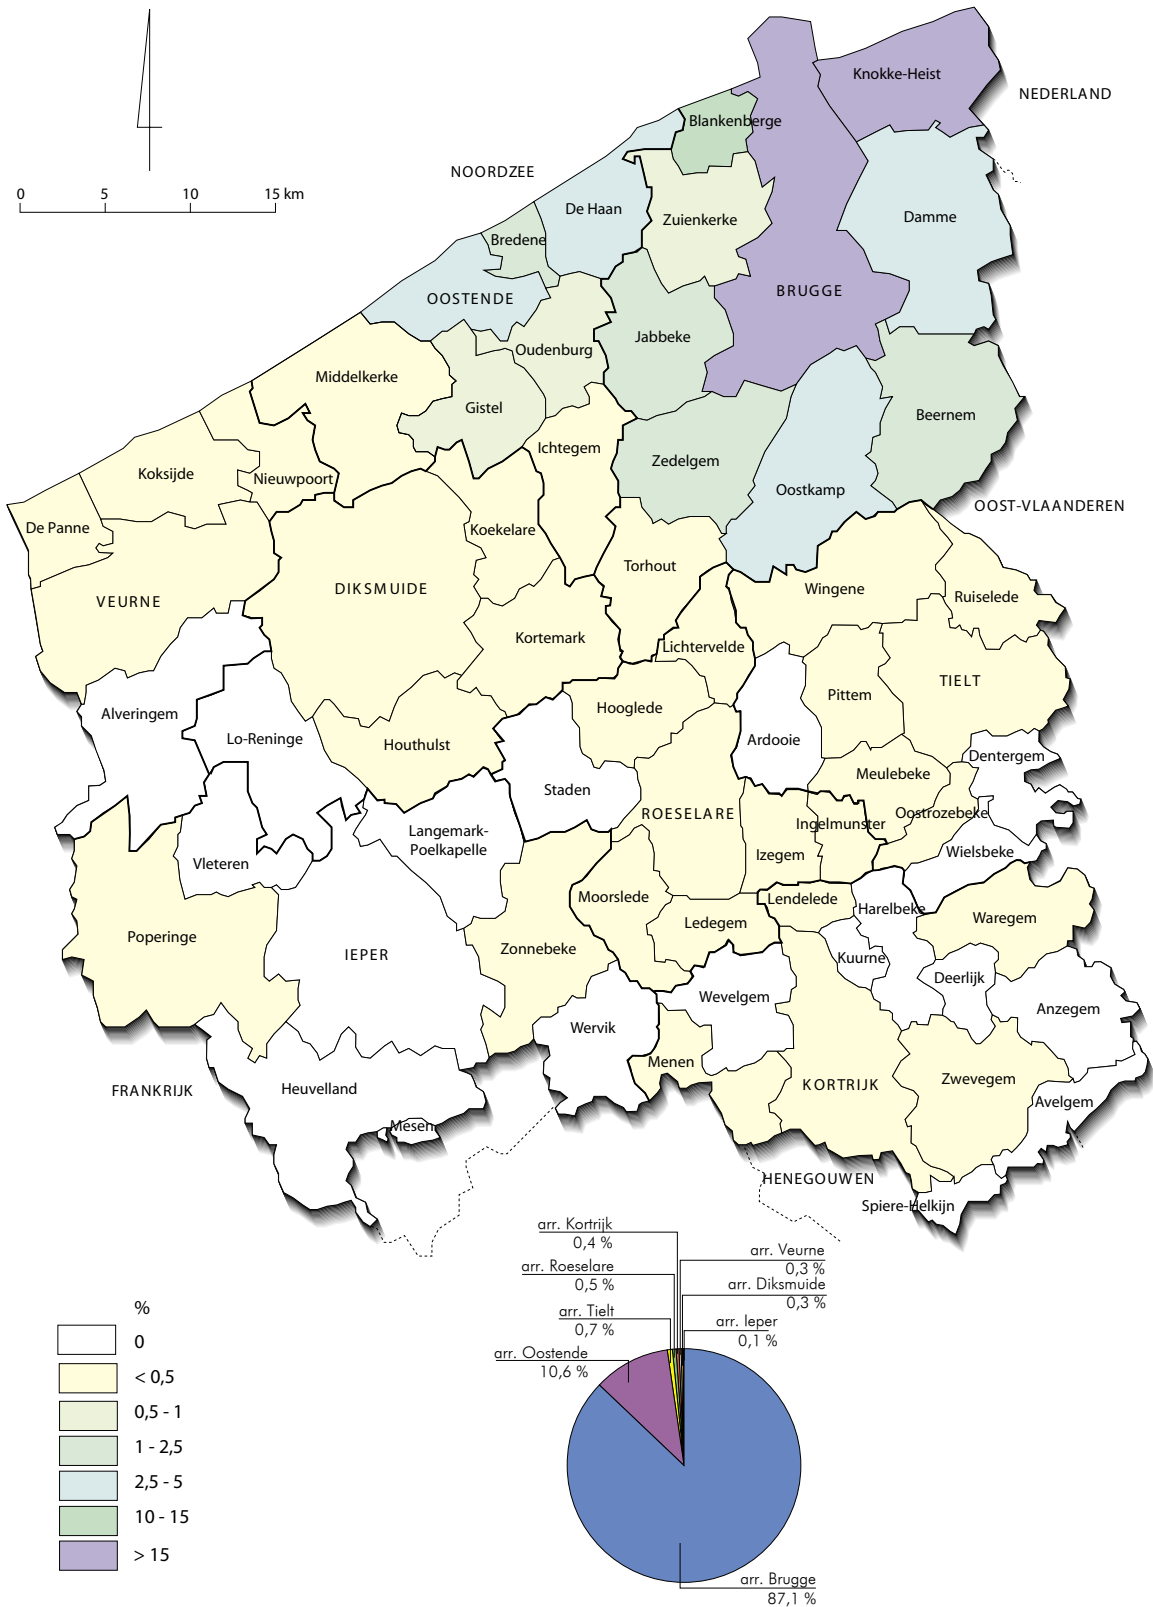 Knokke-Heist
NEDERLAND
Blankenberge
NOORDZEE
0 5 10 15 km
De Haan
Zuienkerke
Damme
Bredene
OOSTENDE
BRUGGE
Jabbeke
Oudenburg
Middelkerke
Gistel
Beernem
Ichtegem
Zedelgem
Koksijde
Nieuwpoort
Oostkamp
OOST-VLAANDEREN
De Panne
Koekelare
Torhout
DIKSMUIDE
Wingene
Ruiselede
VEURNE
Kortemark
Lichtervelde
TIELT
Pittem
Hooglede
Alveringem
Lo-Reninge
Houthulst
Ardooie
Dentergem
Meulebeke
Staden
ROESELARE
Oostrozebeke
Ingelmunster
Langemark-
Poelkapelle
Izegem
Wielsbeke
Vleteren
Moorslede
Lendelede
Harelbeke
Waregem
Ledegem
Poperinge
Zonnebeke
IEPER
Kuurne
Deerlijk
Wevelgem
Anzegem
Wervik
Menen
Zwevegem
KORTRIJK
FRANKRIJK
Heuvelland
Avelgem
Mesen
HENEGOUWEN
Spiere-Helkijn
arr. Kortrijk
0,4 %
arr. Veurne
0,3 %
arr. Roeselare
0,5 %
arr. Diksmuide
0,3 %
arr. Tielt
0,7 %
arr. Ieper
0,1 %
arr. Oostende
10,6 %
arr. Brugge
87,1 %
%
0
< 0,5
0,5 - 1
1 - 2,5
2,5 - 5
10 - 15
> 15